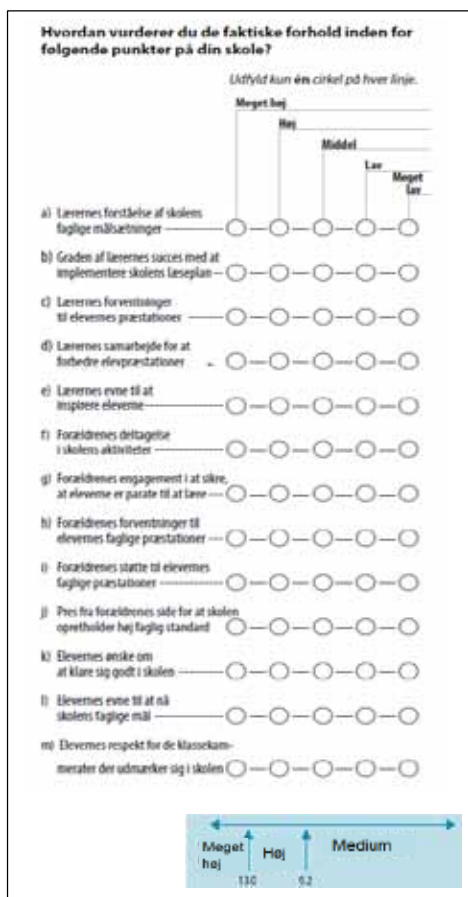 Hvordan vurderer du de faktiske forhold inden for
følgende punkter på din skole?
Udfyld kun én cirkel på hver linje.
Meget høj
Høj
Middel
Lav
Meget
lav
a) Lærernes forståelse af skolens
faglige målsætninger
b) Graden af lærernes succes med at
implementere skolens læseplan
c) Lærernes forventninger
til elevernes præstationer
d) Lærernes samarbejde for at
forbedre elevpræstationer
e) Lærernes evne til at
inspirere eleverne
f) Forældrenes deltagelse
i skolens aktiviteter
g) Forældrenes engagement i at sikre,
at eleverne er parate til at lære
h) Forældrenes forventninger til
elevernes faglige præstationer
i) Forældrenes støtte til elevernes
faglige præstationer
j) Pres fra forældrenes side for at skolen
opretholder høj faglig standard
k) Elevernes ønske om
at klare sig godt i skolen
l) Elevernes evne til at nå
skolens faglige mål
m) Elevernes respekt for de klassekam-
merater der udmærker sig i skolen
Meget
høj
Høj
Medium